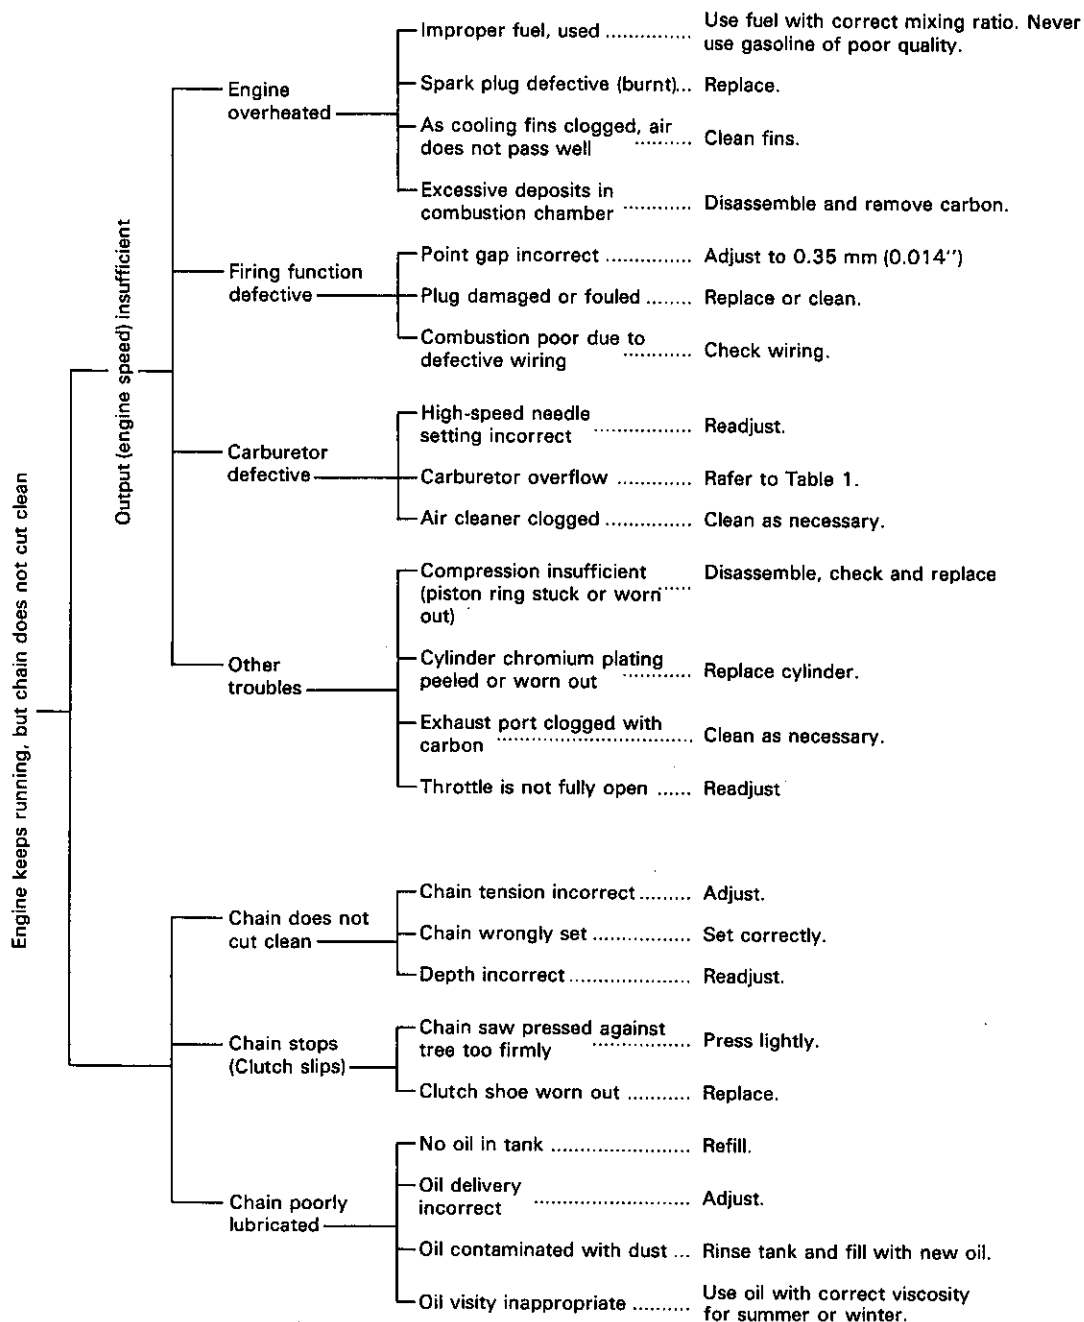 Engine keeps running, but chain does not cut clean
Output (engine speed) insufficient
Engine
overheated
Improper fuel, used ............... Use fuel with correct mixing ratio. Never
use gasoline of poor quality.
Spark plug defective (burnt)... Replace.
As cooling fins clogged, air
does not pass well .......... Clean fins.
Excessive deposits in
combustion chamber ............ Disassemble and remove carbon.
Firing function
defective
Point gap incorrect ............... Adjust to 0.35 mm (0.014'')
Plug damaged or fouled ........ Replace or clean.
Combustion poor due to
defective wiring ............ Check wiring.
Carburetor
defective
High-speed needle
setting incorrect ................. Readjust.
Carburetor overflow ............. Rafer to Table 1.
Air cleaner clogged ............... Clean as necessary.
Other
troubles
Compression insufficient
(piston ring stuck or worn ...... Disassemble, check and replace
out)
Cylinder chromium plating
peeled or worn out ............ Replace cylinder.
Exhaust port clogged with
carbon ................................... Clean as necessary.
Throttle is not fully open ...... Readjust
Chain does not
cut clean
Chain tension incorrect ......... Adjust.
Chain wrongly set ................. Set correctly.
Depth incorrect ...................... Readjust.
Chain stops
(Clutch slips)
Chain saw pressed against
tree too firmly ................. Press lightly.
Clutch shoe worn out ........... Replace.
Chain poorly
lubricated
No oil in tank ........................ Refill.
Oil delivery
incorrect ........................... Adjust.
Oil contaminated with dust ... Rinse tank and fill with new oil.
Oil visity inappropriate .......... Use oil with correct viscosity
for summer or winter.